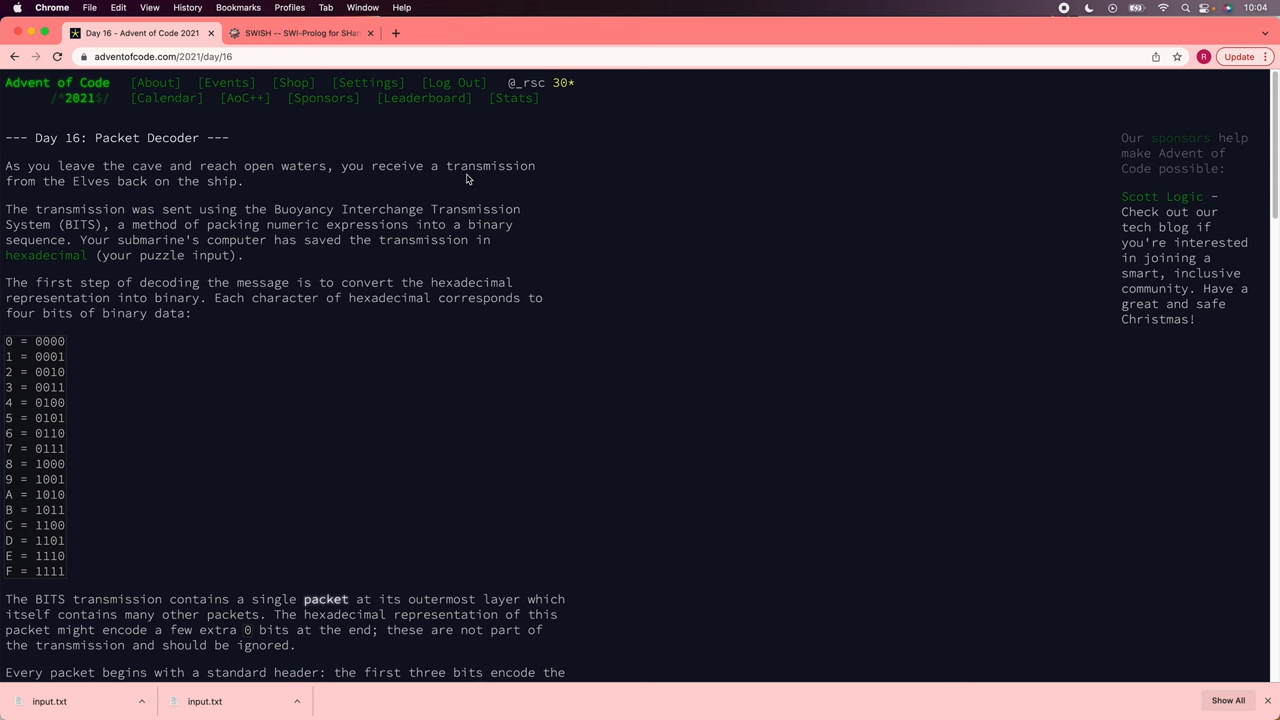 Chrome File Edit View History Bookmarks Profiles Tab Window Help 10:04
Day 16 - Advent of Code 2021 SWISH -- SWI-Prolog for SHar
adventofcode.com/2021/day/16 R Update
Advent of Code [About] [Events] [Shop] [Settings] [Log Out] @_rsc 30*
/^2021$/ [Calendar] [AoC++] [Sponsors] [Leaderboard] [Stats]
--- Day 16: Packet Decoder ---
As you leave the cave and reach open waters, you receive a transmission
from the Elves back on the ship.
The transmission was sent using the Buoyancy Interchange Transmission
System (BITS), a method of packing numeric expressions into a binary
sequence. Your submarine's computer has saved the transmission in
hexadecimal (your puzzle input).
The first step of decoding the message is to convert the hexadecimal
representation into binary. Each character of hexadecimal corresponds to
four bits of binary data:
0 = 0000
1 = 0001
2 = 0010
3 = 0011
4 = 0100
5 = 0101
6 = 0110
7 = 0111
8 = 1000
9 = 1001
A = 1010
B = 1011
C = 1100
D = 1101
E = 1110
F = 1111
The BITS transmission contains a single packet at its outermost layer which
itself contains many other packets. The hexadecimal representation of this
packet might encode a few extra 0 bits at the end; these are not part of
the transmission and should be ignored.
Every packet begins with a standard header: the first three bits encode the
Our sponsors help
make Advent of
Code possible:
Scott Logic -
Check out our
tech blog if
you're interested
in joining a
smart, inclusive
community. Have a
great and safe
Christmas!
input.txt input.txt Show All